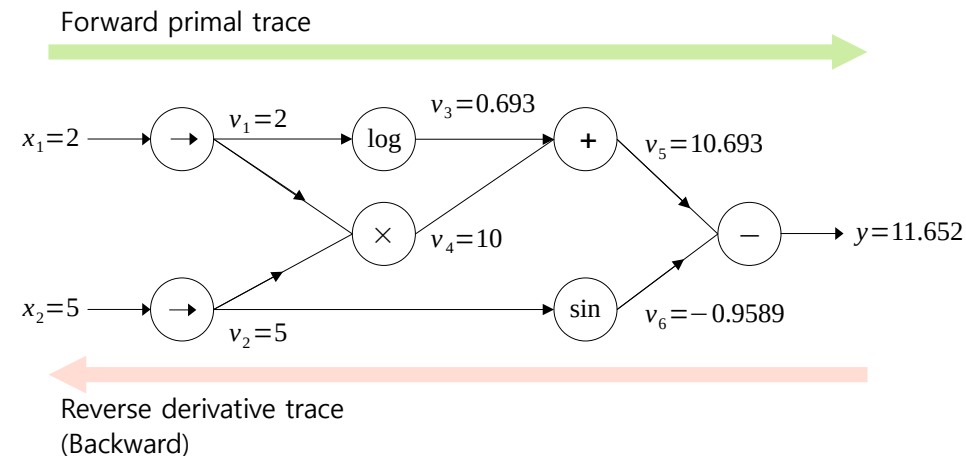 Forward primal trace
x₁=2
→
v₁=2
log
v₃=0.693
+
v₅=10.693
×
v₄=10
−
y=11.652
x₂=5
→
v₂=5
sin
v₆=−0.9589
Reverse derivative trace
(Backward)